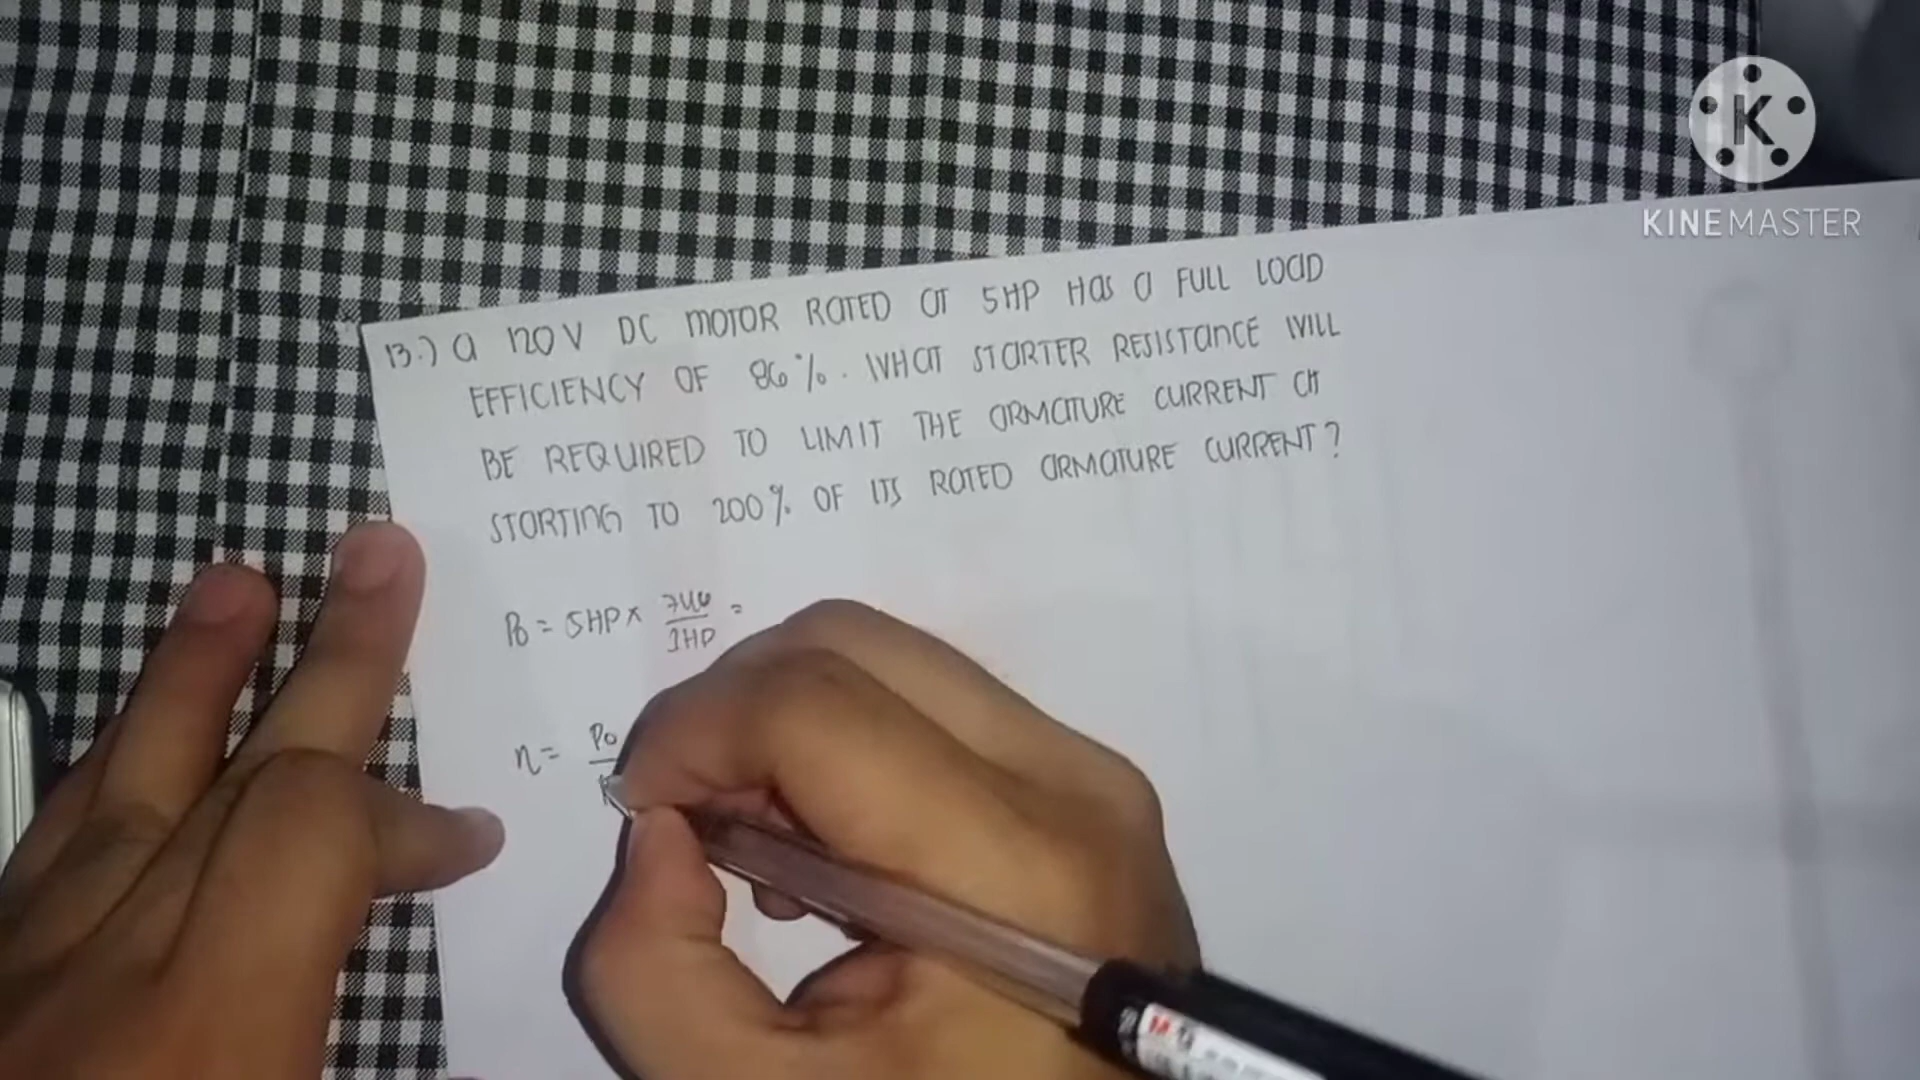 KINEMASTER
13.) A 120 V DC MOTOR RATED AT 5HP HAS A FULL LOAD
EFFICIENCY OF 86%. WHAT STARTER RESISTANCE WILL
BE REQUIRED TO LIMIT THE ARMATURE CURRENT AT
STARTING TO 200% OF ITS RATED ARMATURE CURRENT?
Po = 5HP x 746/1HP =
η = Po